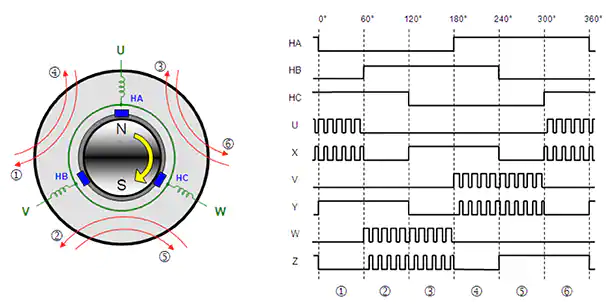 U
④
③
HA
N
⑥
①
HB
S
HC
V
W
②
⑤
0° 60° 120° 180° 240° 300° 360°
HA
HB
HC
U
X
V
Y
W
Z
① ② ③ ④ ⑤ ⑥